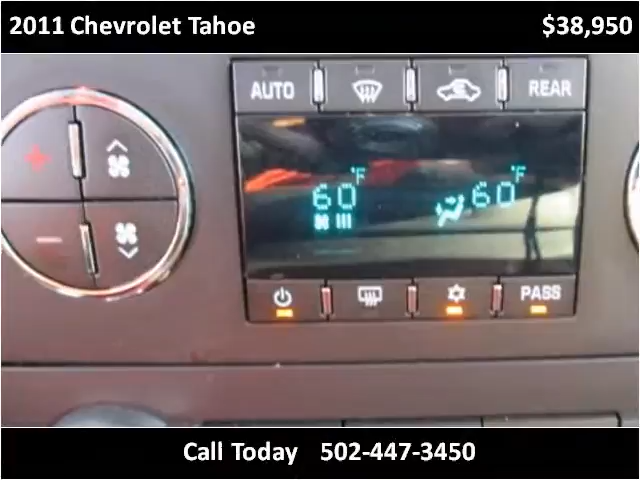 2011 Chevrolet Tahoe $38,950
AUTO REAR
60°F 60°F
PASS
Call Today 502-447-3450